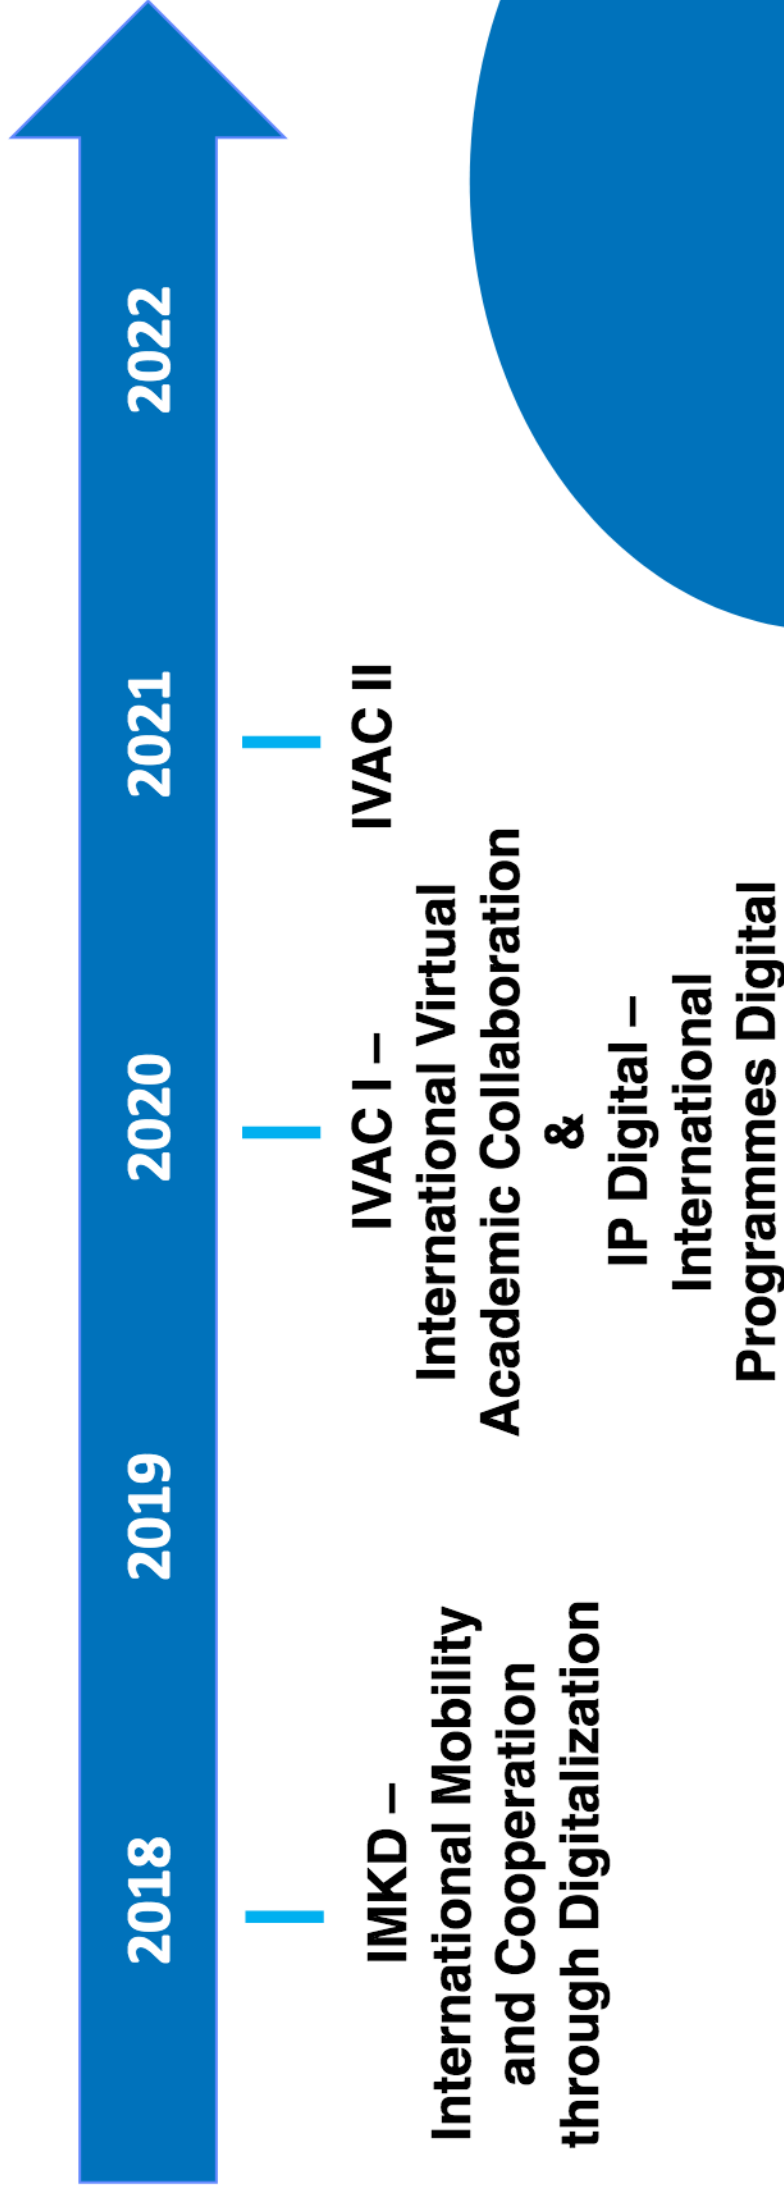 2018 2019 2020 2021 2022
IMKD –
International Mobility
and Cooperation
through Digitalization
IVAC I –
International Virtual
Academic Collaboration
&
IP Digital –
International
Programmes Digital
IVAC II